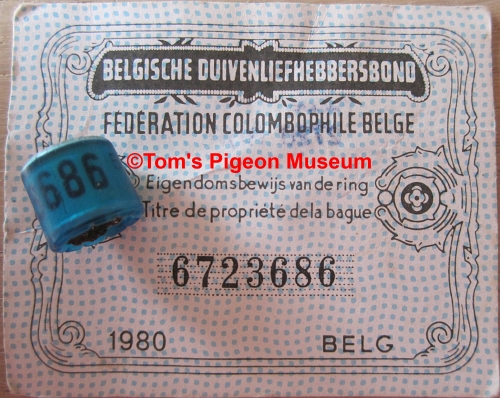 BELGISCHE DUIVENLIEFHEBBERSBOND
FÉDÉRATION COLOMBOPHILE BELGE
©Tom's Pigeon Museum
686
Eigendomsbewijs van de ring
Titre de propriété de la bague
6723686
1980 BELG